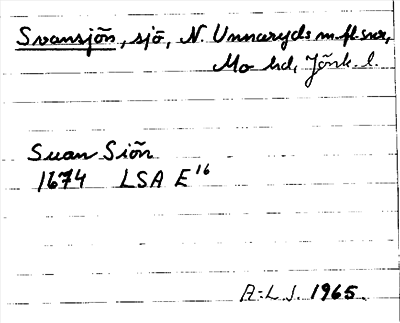 Svansjön, sjö, N. Unnaryds m.fl. snr,
Mo hd, Jönk. l.
Suan Siön
1674 LSA E¹⁶
A.L.J. 1965.